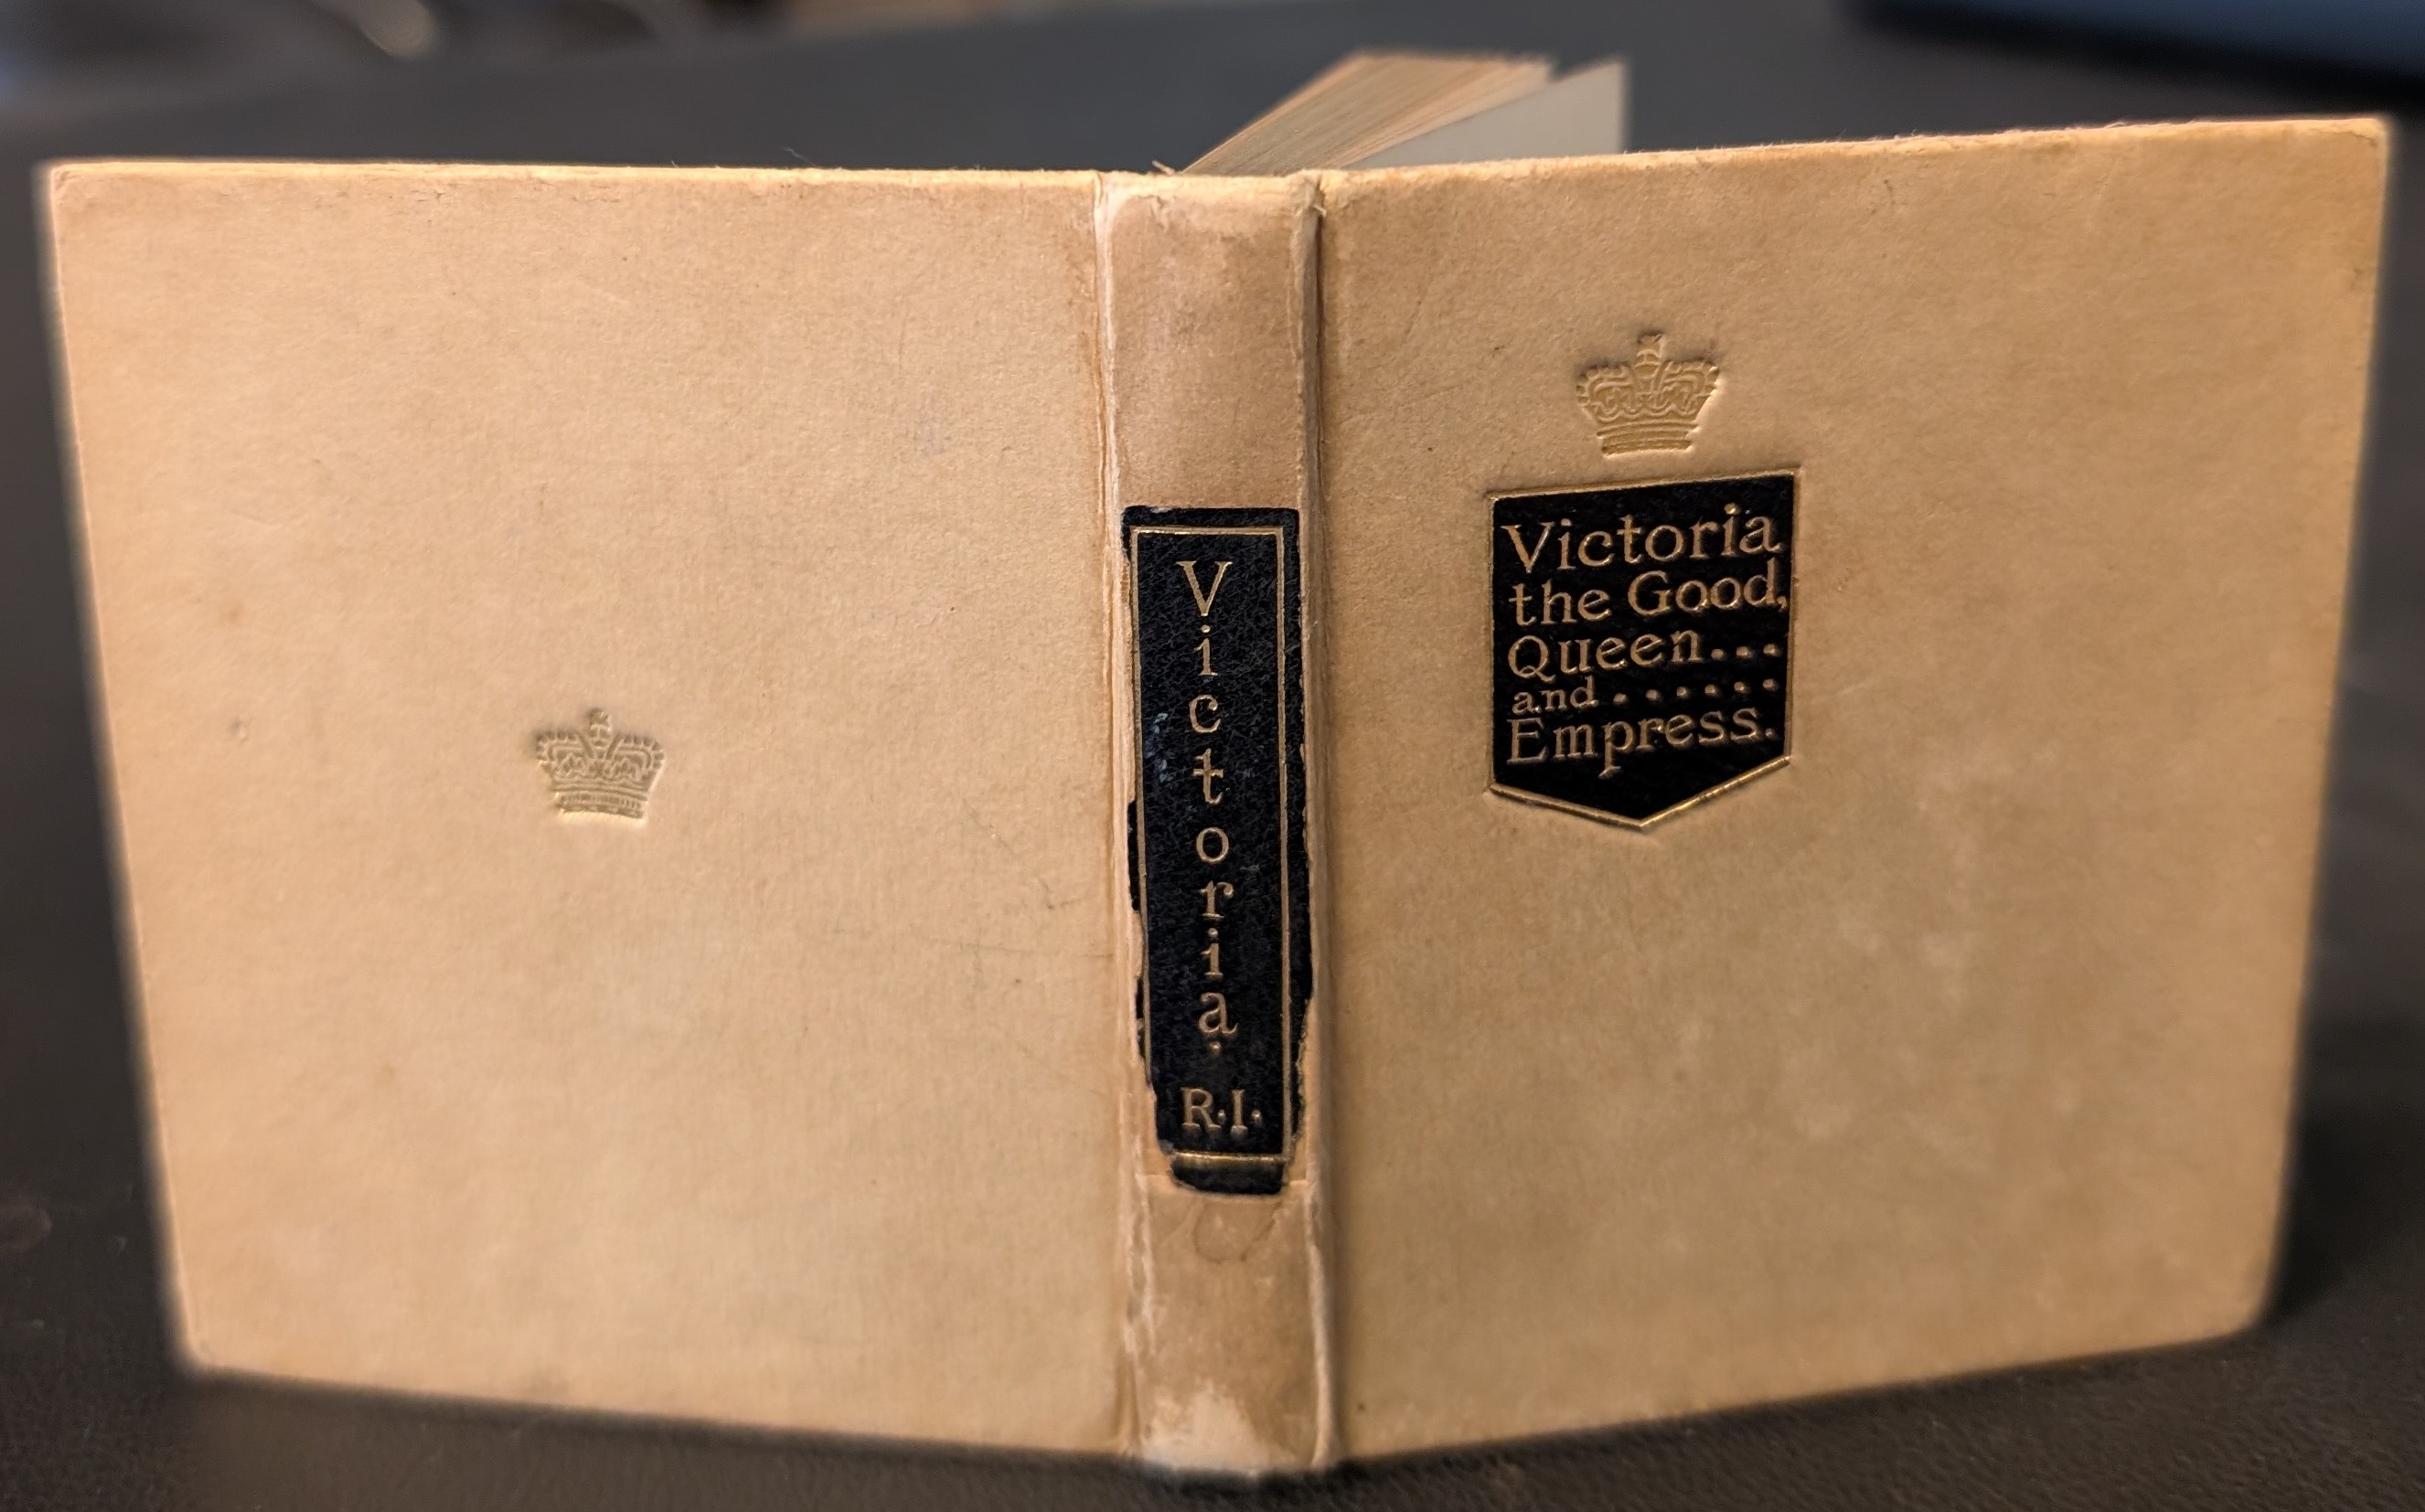 Victoria
R.I.
Victoria
the Good,
Queen...
and......
Empress.